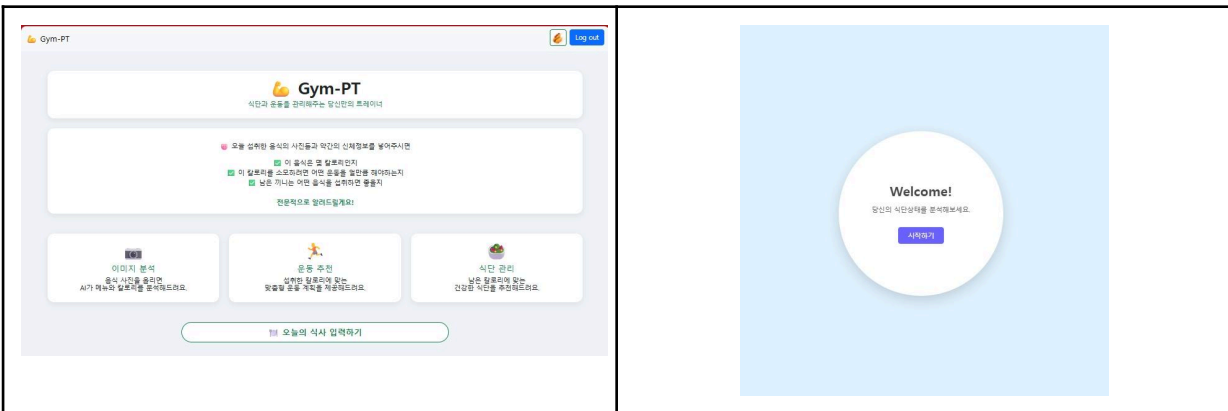 Gym-PT
Log out
Gym-PT
식단과 운동을 관리해주는 당신만의 트레이너
오늘 섭취한 음식의 사진들과 약간의 신체정보를 넣어주시면
이 음식은 몇 칼로리인지
이 칼로리를 소모하려면 어떤 운동을 얼만큼 해야하는지
남은 끼니는 어떤 음식을 섭취하면 좋을지
전문적으로 알려드릴게요!
이미지 분석
음식 사진을 올리면
AI가 메뉴와 칼로리를 분석해드려요.
운동 추천
섭취한 칼로리에 맞는
맞춤형 운동 계획을 제공해드려요.
식단 관리
남은 칼로리에 맞는
건강한 식단을 추천해드려요.
오늘의 식사 입력하기
Welcome!
당신의 식단상태를 분석해보세요.
시작하기